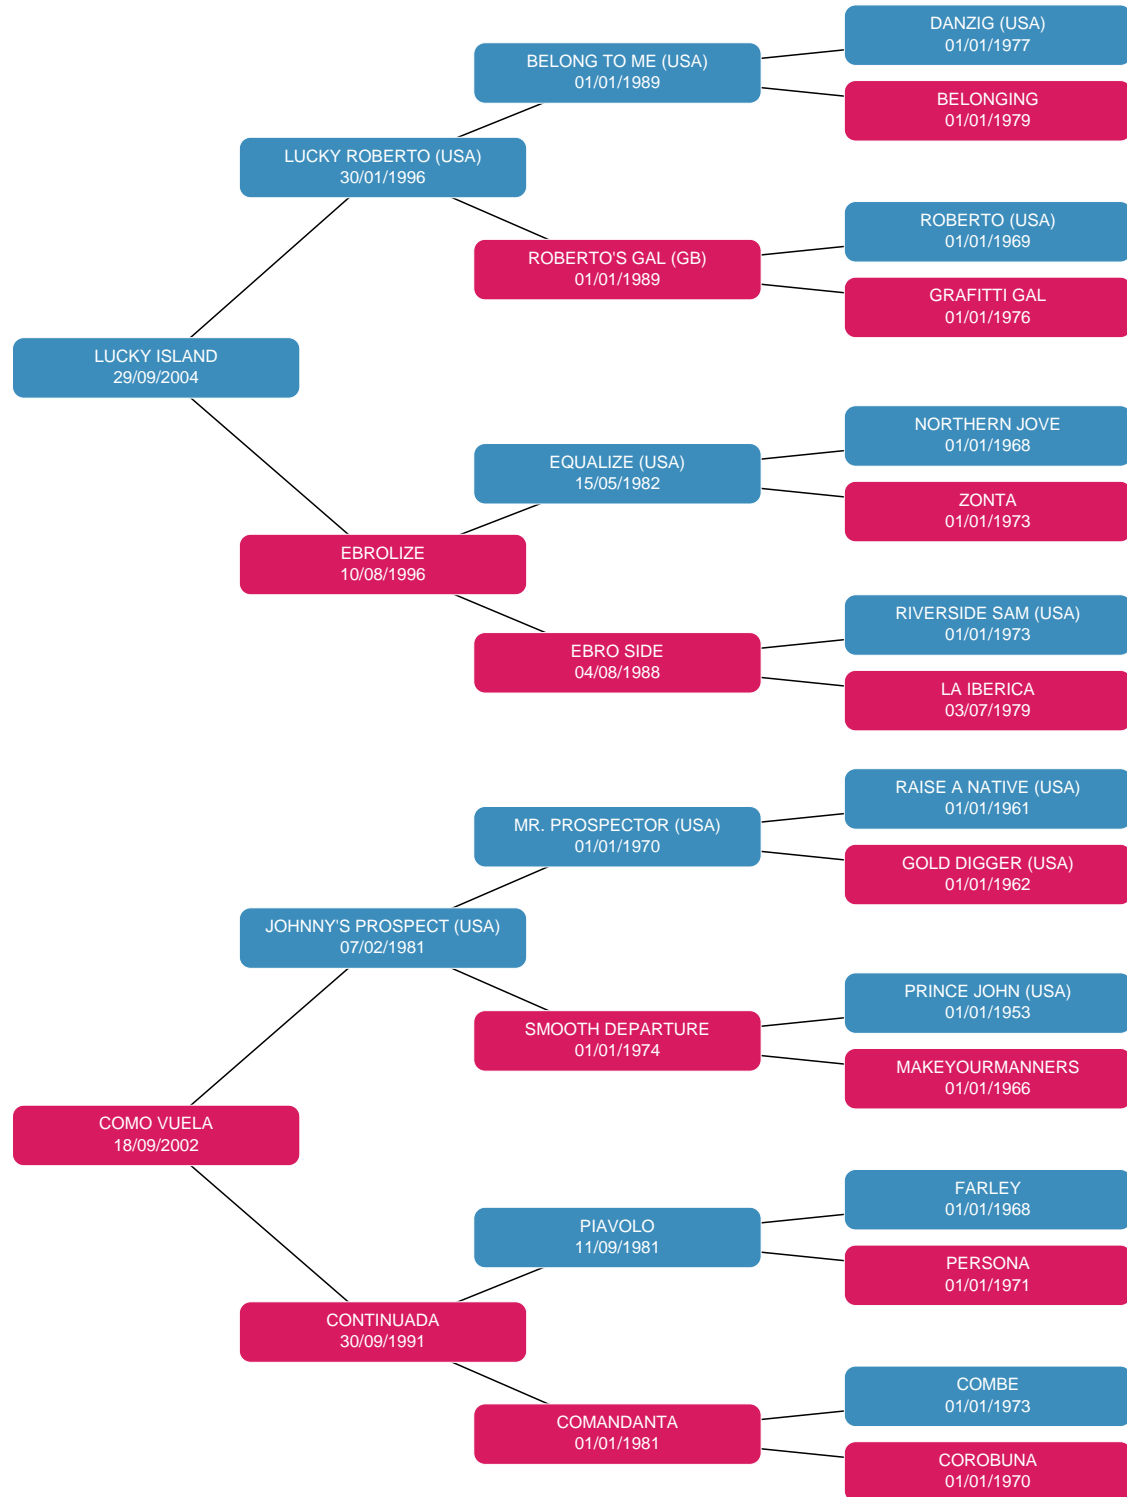 DANZIG (USA)
01/01/1977
BELONG TO ME (USA)
01/01/1989
BELONGING
01/01/1979
LUCKY ROBERTO (USA)
30/01/1996
ROBERTO (USA)
01/01/1969
ROBERTO'S GAL (GB)
01/01/1989
GRAFITTI GAL
01/01/1976
LUCKY ISLAND
29/09/2004
NORTHERN JOVE
01/01/1968
EQUALIZE (USA)
15/05/1982
ZONTA
01/01/1973
EBROLIZE
10/08/1996
RIVERSIDE SAM (USA)
01/01/1973
EBRO SIDE
04/08/1988
LA IBERICA
03/07/1979
RAISE A NATIVE (USA)
01/01/1961
MR. PROSPECTOR (USA)
01/01/1970
GOLD DIGGER (USA)
01/01/1962
JOHNNY'S PROSPECT (USA)
07/02/1981
PRINCE JOHN (USA)
01/01/1953
SMOOTH DEPARTURE
01/01/1974
MAKEYOURMANNERS
01/01/1966
COMO VUELA
18/09/2002
FARLEY
01/01/1968
PIAVOLO
11/09/1981
PERSONA
01/01/1971
CONTINUADA
30/09/1991
COMBE
01/01/1973
COMANDANTA
01/01/1981
COROBUNA
01/01/1970